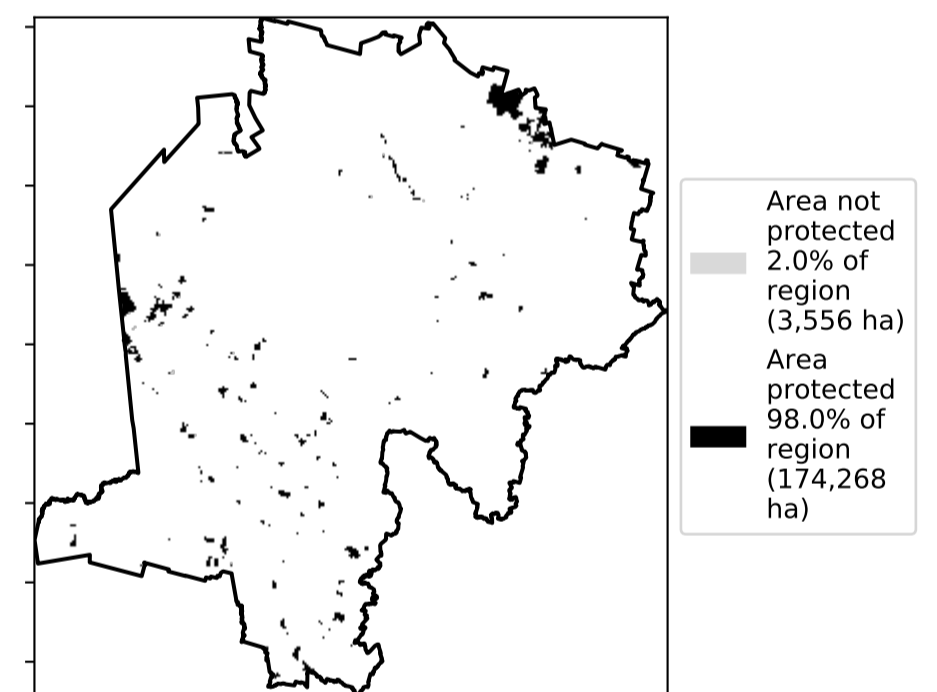 Area not
protected
2.0% of
region
(3,556 ha)
Area
protected
98.0% of
region
(174,268
ha)